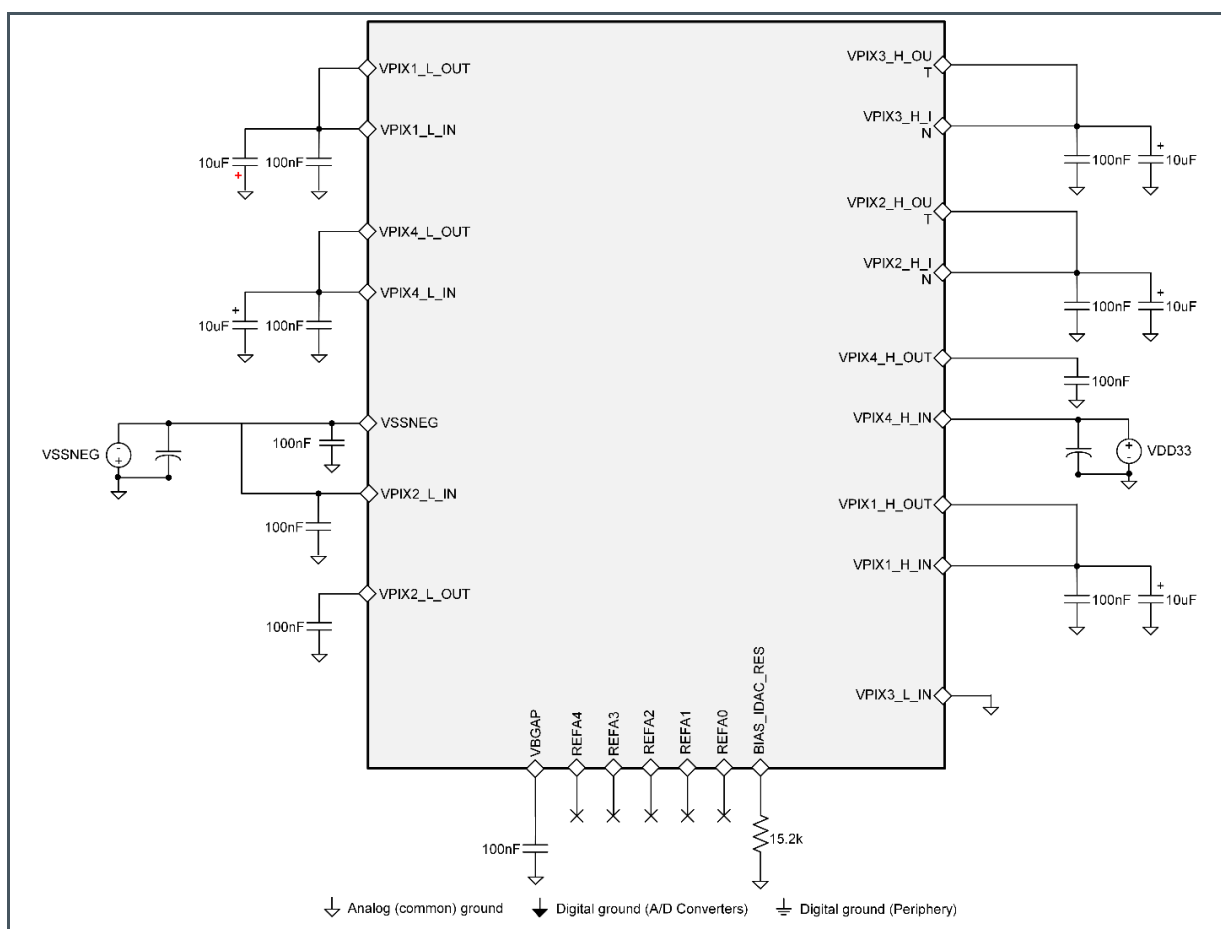 VPIX1_L_OUT
VPIX1_L_IN
10uF
+
100nF
VPIX4_L_OUT
VPIX4_L_IN
+
10uF
100nF
VSSNEG
-
+
VSSNEG
100nF
VPIX2_L_IN
100nF
VPIX2_L_OUT
100nF
VPIX3_H_OU
T
VPIX3_H_I
N
+
100nF
10uF
VPIX2_H_OU
T
VPIX2_H_I
N
+
100nF
10uF
VPIX4_H_OUT
100nF
VPIX4_H_IN
+
-
VDD33
VPIX1_H_OUT
VPIX1_H_IN
+
100nF
10uF
VPIX3_L_IN
VBGAP
REFA4
REFA3
REFA2
REFA1
REFA0
BIAS_IDAC_RES
100nF
15.2k
Analog (common) ground
Digital ground (A/D Converters)
Digital ground (Periphery)